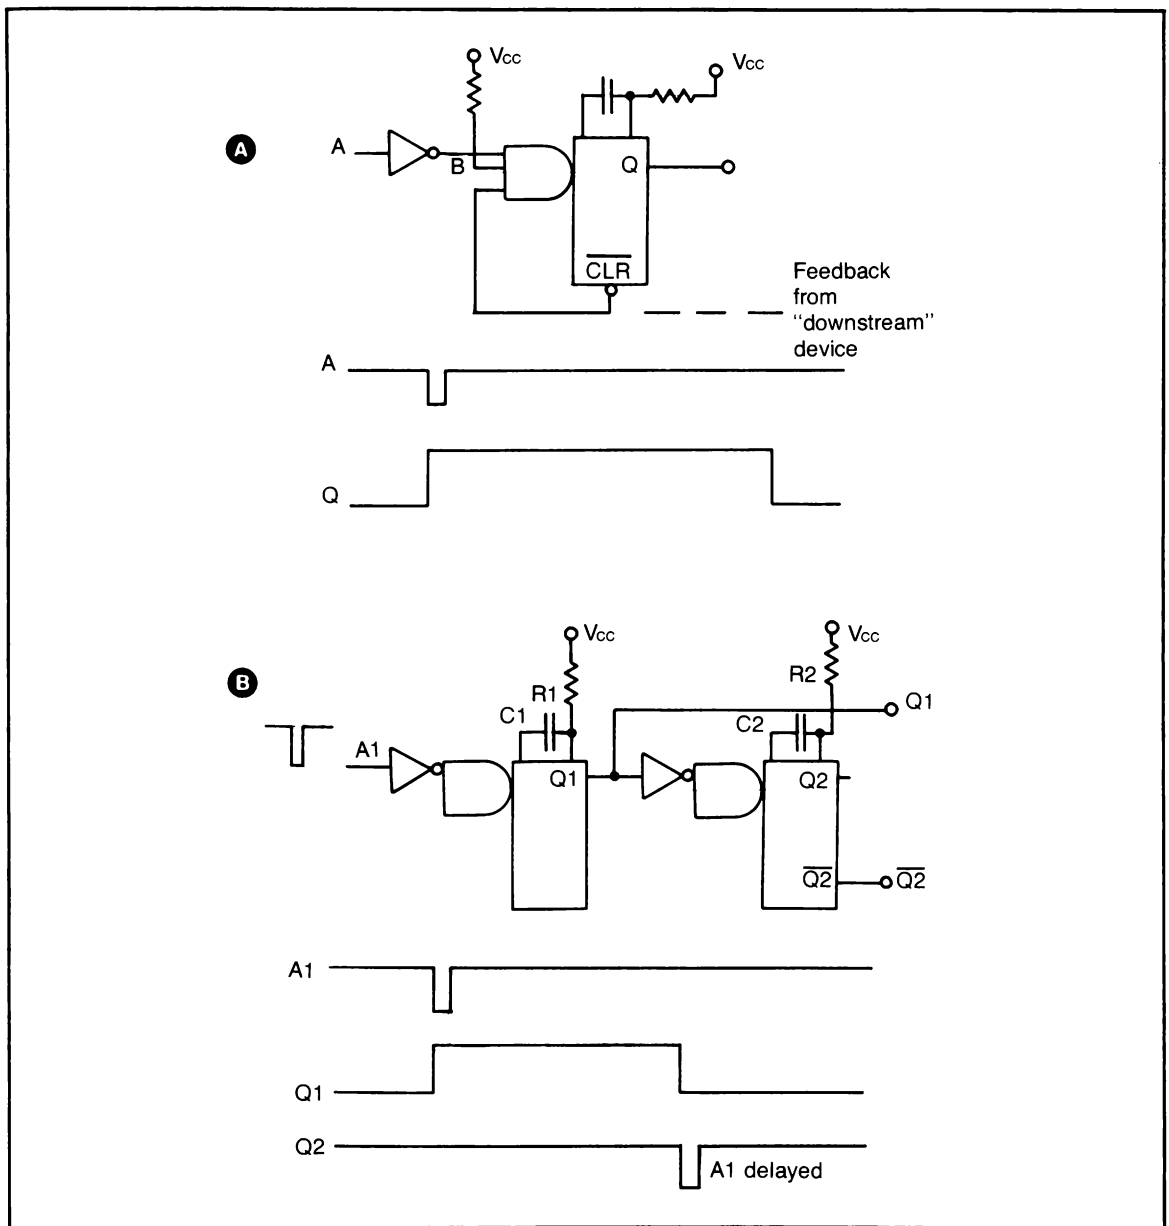 Vcc
Vcc
A
A
B
Q
CLR
Feedback
from
"downstream"
device
A
Q
Vcc
Vcc
B
R1
R2
Q1
C1
C2
A1
Q1
Q2
Q2
Q2
A1
Q1
Q2
A1 delayed